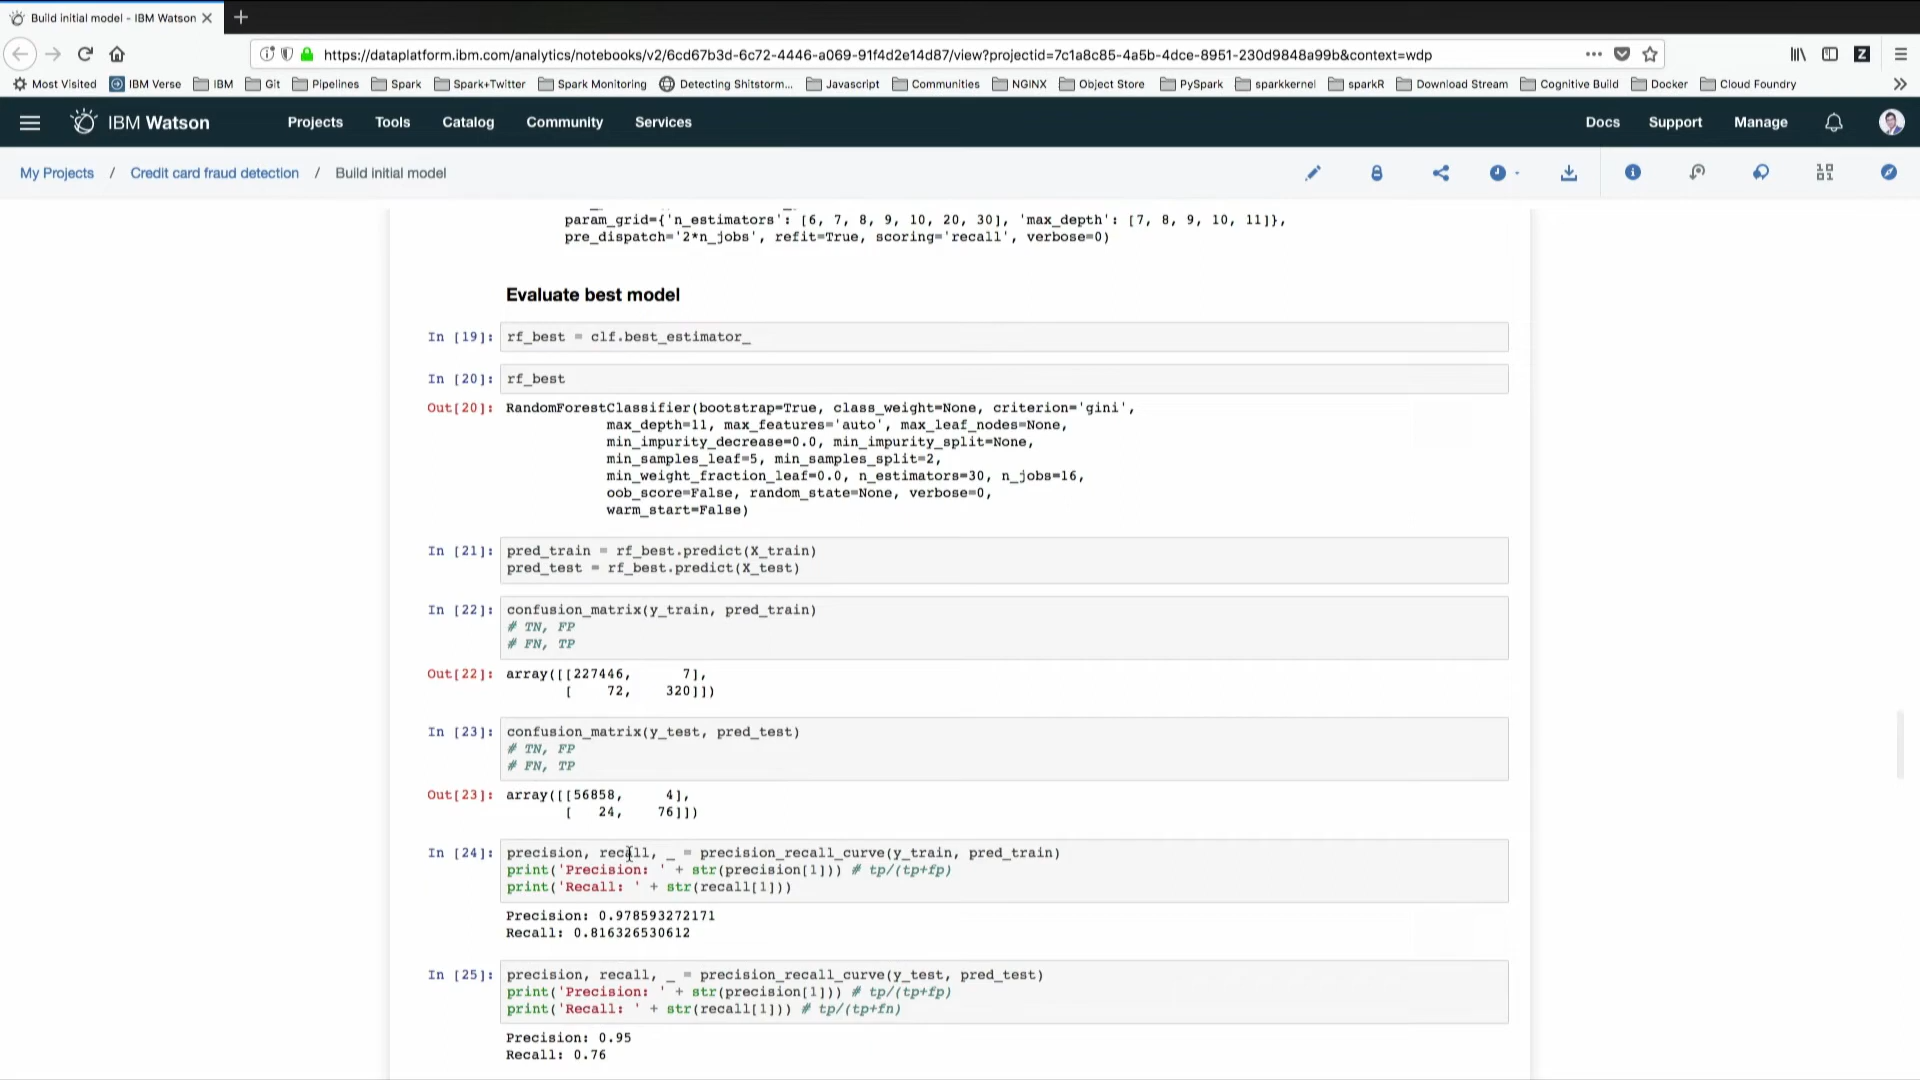 Build initial model - IBM Watson
https://dataplatform.ibm.com/analytics/notebooks/v2/6cd67b3d-6c72-4446-a069-91f4d2e14d87/view?projectid=7c1a8c85-4a5b-4dce-8951-230d9848a99b&context=wdp
Z
Most Visited IBM Verse IBM Git Pipelines Spark Spark+Twitter Spark Monitoring Detecting Shitstorm... Javascript Communities NGINX Object Store PySpark sparkkernel sparkR Download Stream Cognitive Build Docker Cloud Foundry
IBM Watson Projects Tools Catalog Community Services Docs Support Manage
My Projects / Credit card fraud detection / Build initial model
param_grid={'n_estimators': [6, 7, 8, 9, 10, 20, 30], 'max_depth': [7, 8, 9, 10, 11]},
pre_dispatch='2*n_jobs', refit=True, scoring='recall', verbose=0)
Evaluate best model
In [19]: rf_best = clf.best_estimator_
In [20]: rf_best
Out[20]: RandomForestClassifier(bootstrap=True, class_weight=None, criterion='gini',
max_depth=11, max_features='auto', max_leaf_nodes=None,
min_impurity_decrease=0.0, min_impurity_split=None,
min_samples_leaf=5, min_samples_split=2,
min_weight_fraction_leaf=0.0, n_estimators=30, n_jobs=16,
oob_score=False, random_state=None, verbose=0,
warm_start=False)
In [21]: pred_train = rf_best.predict(X_train)
pred_test = rf_best.predict(X_test)
In [22]: confusion_matrix(y_train, pred_train)
# TN, FP
# FN, TP
Out[22]: array([[227446, 7],
[ 72, 320]])
In [23]: confusion_matrix(y_test, pred_test)
# TN, FP
# FN, TP
Out[23]: array([[56858, 4],
[ 24, 76]])
In [24]: precision, recall, _ = precision_recall_curve(y_train, pred_train)
print('Precision: ' + str(precision[1])) # tp/(tp+fp)
print('Recall: ' + str(recall[1]))
Precision: 0.978593272171
Recall: 0.816326530612
In [25]: precision, recall, _ = precision_recall_curve(y_test, pred_test)
print('Precision: ' + str(precision[1])) # tp/(tp+fp)
print('Recall: ' + str(recall[1])) # tp/(tp+fn)
Precision: 0.95
Recall: 0.76